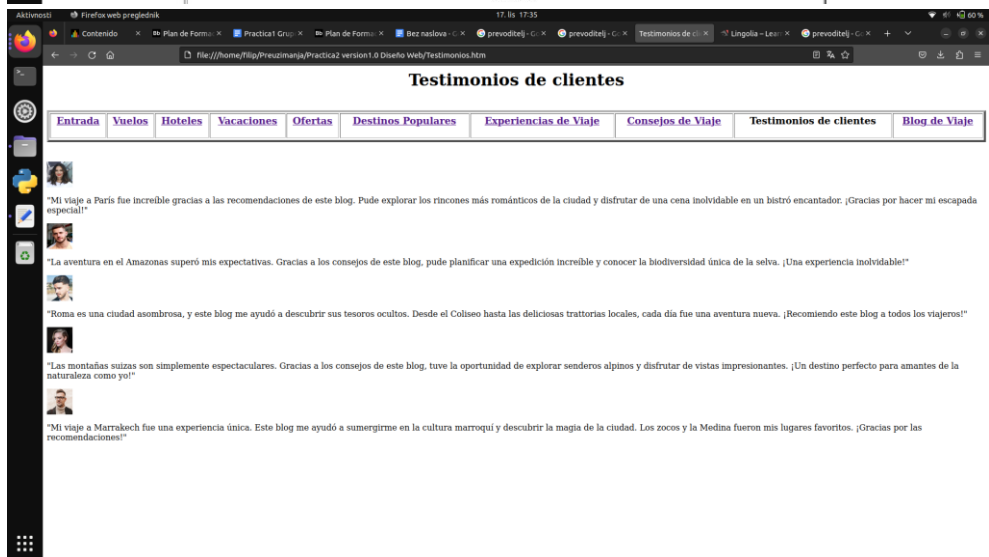 Aktivnosti Firefox web preglednik 17. lis 17:35 60 %
Contenido Plan de Forma Practica1 Grup Plan de Forma Bez naslova - prevoditelj - prevoditelj - Testimonios de cli Lingolia – Lear prevoditelj -
file:///home/filip/Preuzimanja/Practica2 version1.0 Diseño Web/Testimonios.htm
Testimonios de clientes
Entrada Vuelos Hoteles Vacaciones Ofertas Destinos Populares Experiencias de Viaje Consejos de Viaje Testimonios de clientes Blog de Viaje
"Mi viaje a París fue increíble gracias a las recomendaciones de este blog. Pude explorar los rincones más románticos de la ciudad y disfrutar de una cena inolvidable en un bistró encantador. ¡Gracias por hacer mi escapada
especial!"
"La aventura en el Amazonas superó mis expectativas. Gracias a los consejos de este blog, pude planificar una expedición increíble y conocer la biodiversidad única de la selva. ¡Una experiencia inolvidable!"
"Roma es una ciudad asombrosa, y este blog me ayudó a descubrir sus tesoros ocultos. Desde el Coliseo hasta las deliciosas trattorias locales, cada día fue una aventura nueva. ¡Recomiendo este blog a todos los viajeros!"
"Las montañas suizas son simplemente espectaculares. Gracias a los consejos de este blog, tuve la oportunidad de explorar senderos alpinos y disfrutar de vistas impresionantes. ¡Un destino perfecto para amantes de la
naturaleza como yo!"
"Mi viaje a Marrakech fue una experiencia única. Este blog me ayudó a sumergirme en la cultura marroquí y descubrir la magia de la ciudad. Los zocos y la Medina fueron mis lugares favoritos. ¡Gracias por las
recomendaciones!"